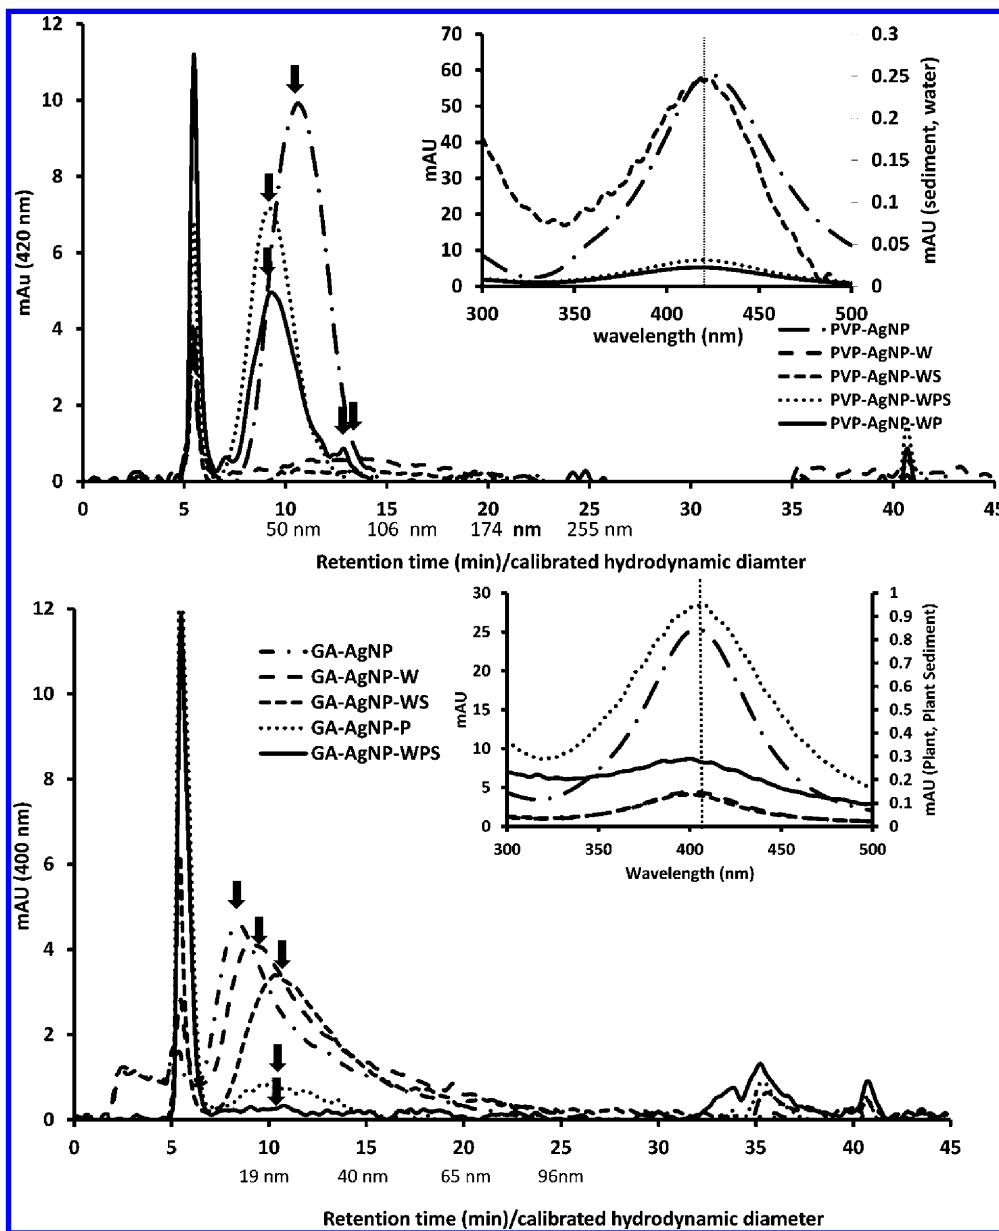 12
10
8
6
4
2
0
mAu (420 nm)
0 5 10 15 20 25 30 35 40 45
50 nm 106 nm 174 nm 255 nm
Retention time (min)/calibrated hydrodynamic diamter
70
60
50
40
30
20
10
0
mAU
0.3
0.25
0.2
0.15
0.1
0.05
0
mAU (sediment, water)
300 350 400 450 500
wavelength (nm)
PVP-AgNP
PVP-AgNP-W
PVP-AgNP-WS
PVP-AgNP-WPS
PVP-AgNP-WP
12
10
8
6
4
2
0
mAU (400 nm)
GA-AgNP
GA-AgNP-W
GA-AgNP-WS
GA-AgNP-P
GA-AgNP-WPS
30
25
20
15
10
5
0
mAU
1
0.9
0.8
0.7
0.6
0.5
0.4
0.3
0.2
0.1
0
mAU (Plant, Plant Sediment)
300 350 400 450 500
Wavelength (nm)
0 5 10 15 20 25 30 35 40 45
19 nm 40 nm 65 nm 96nm
Retention time (min)/calibrated hydrodynamic diameter